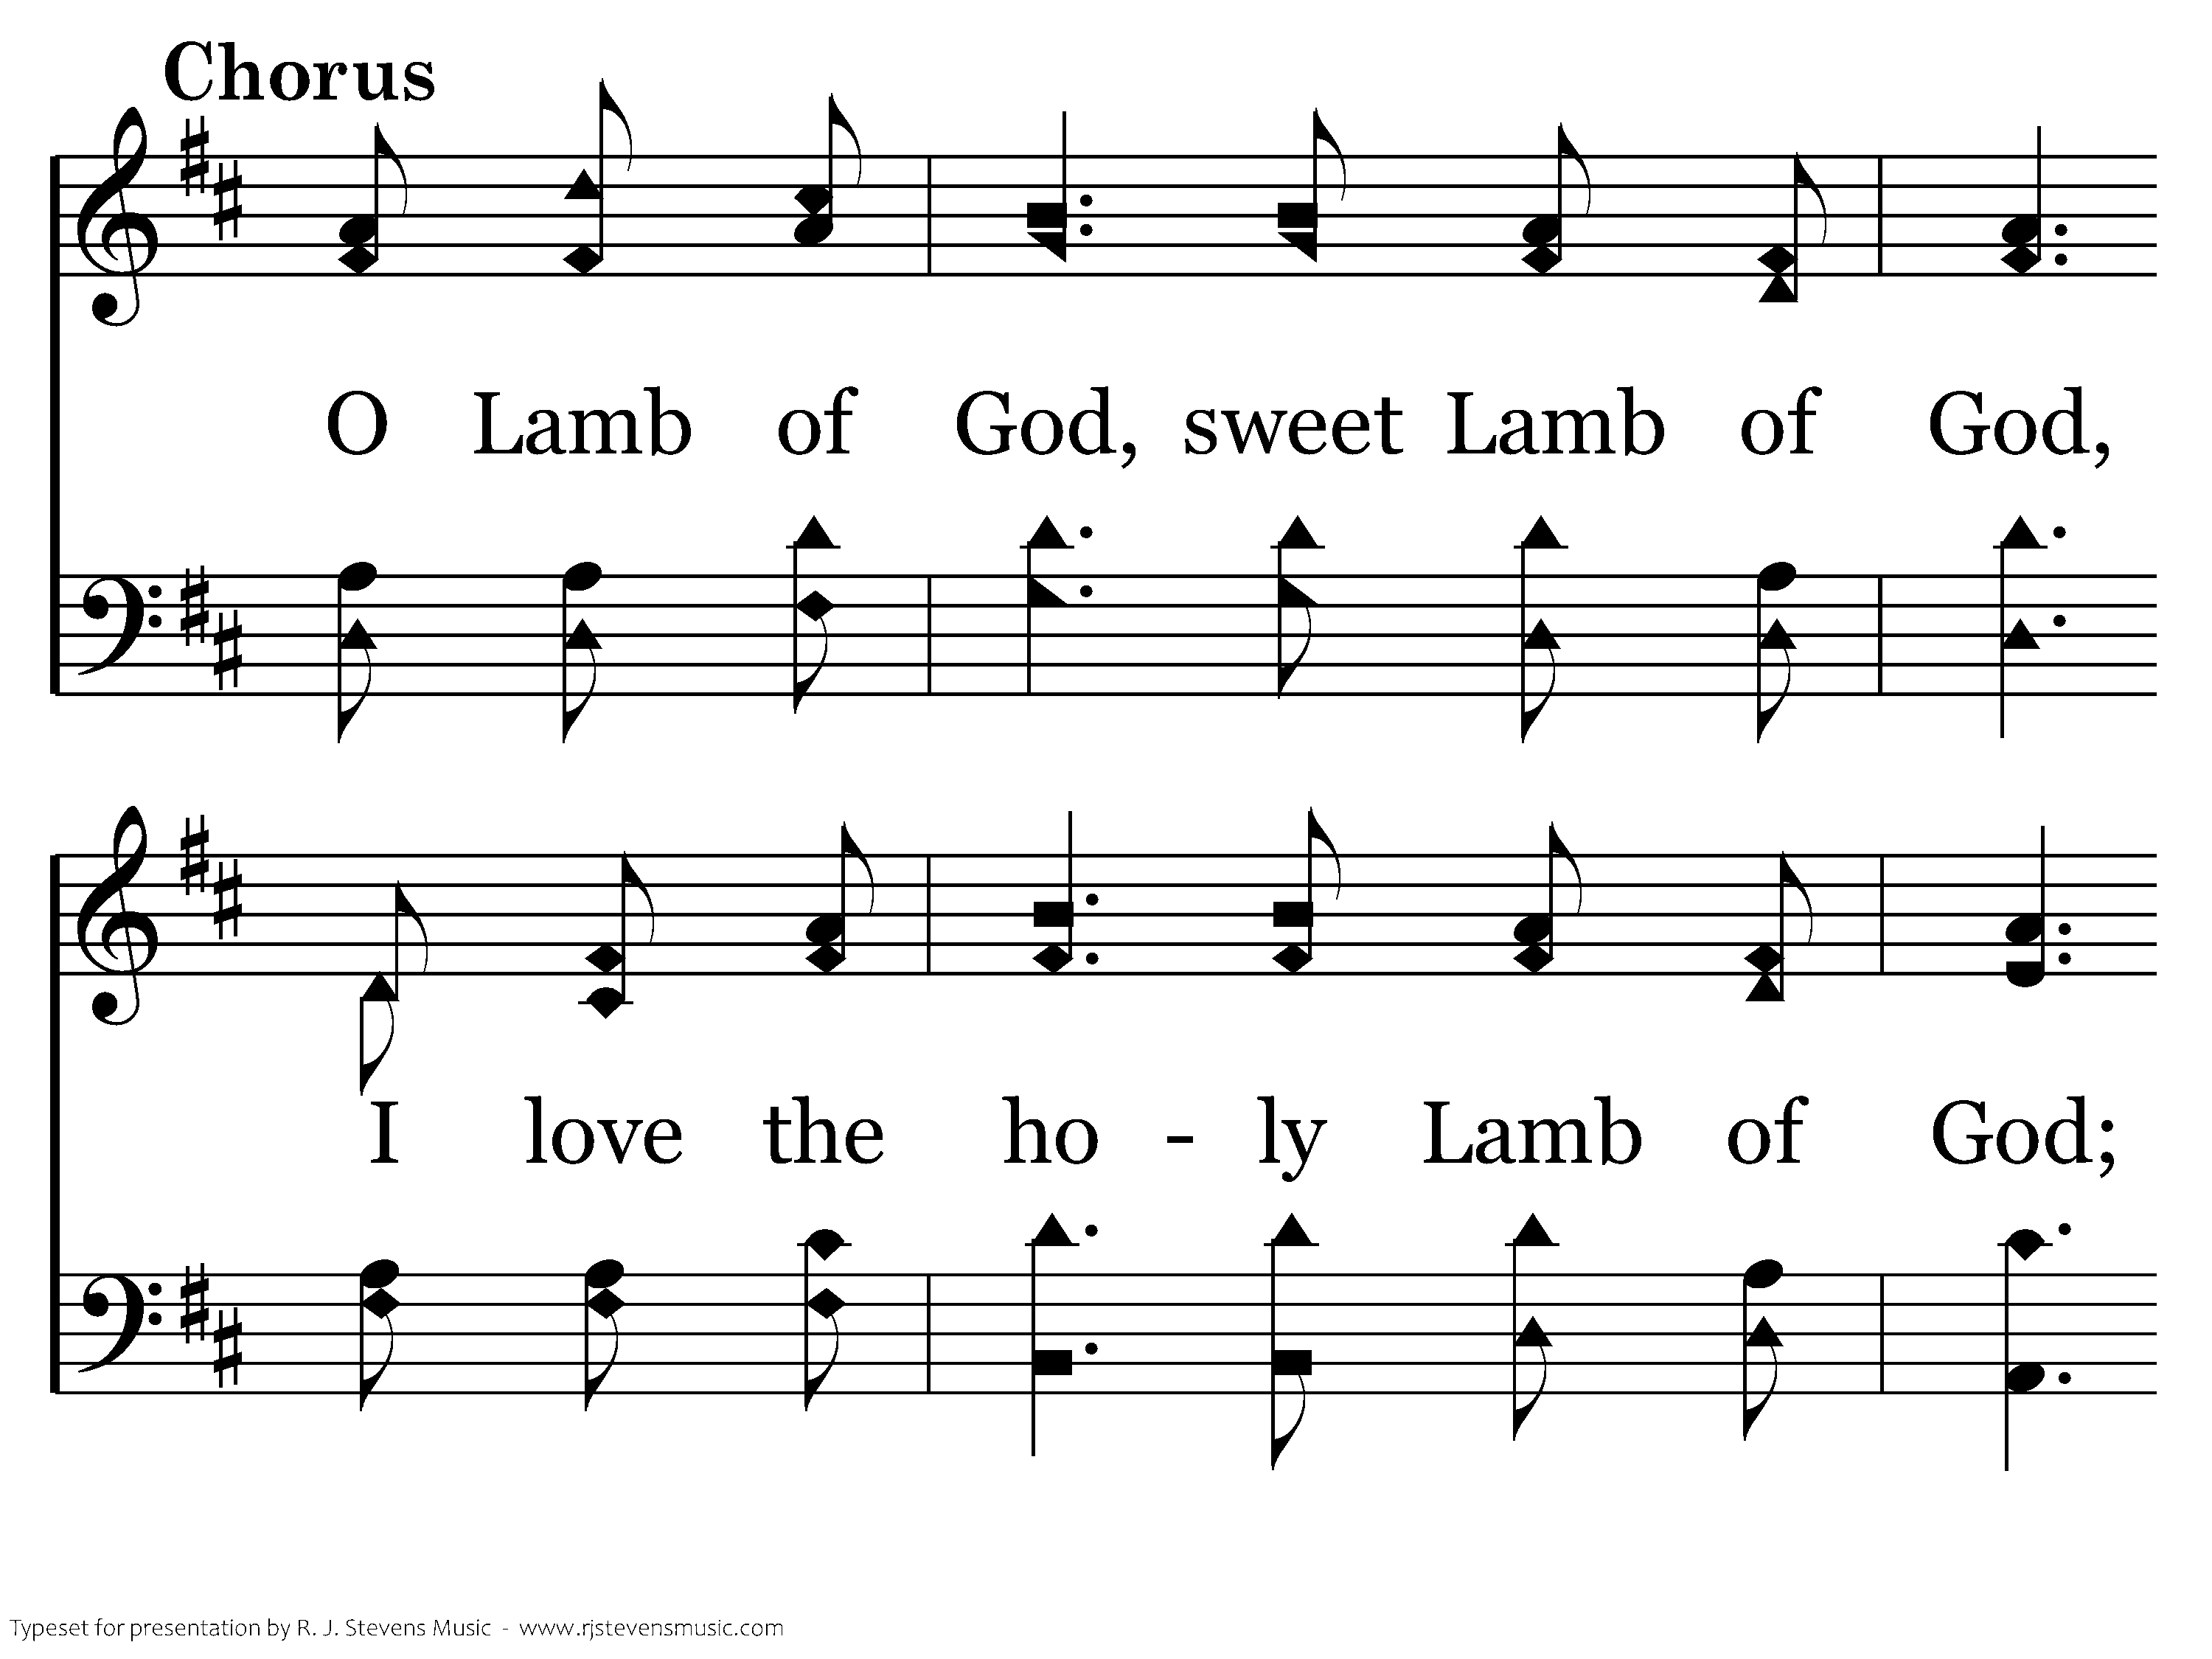 Chorus
O Lamb of God, sweet Lamb of God,
I love the ho - ly Lamb of God;
Typeset for presentation by R. J. Stevens Music - www.rjstevensmusic.com